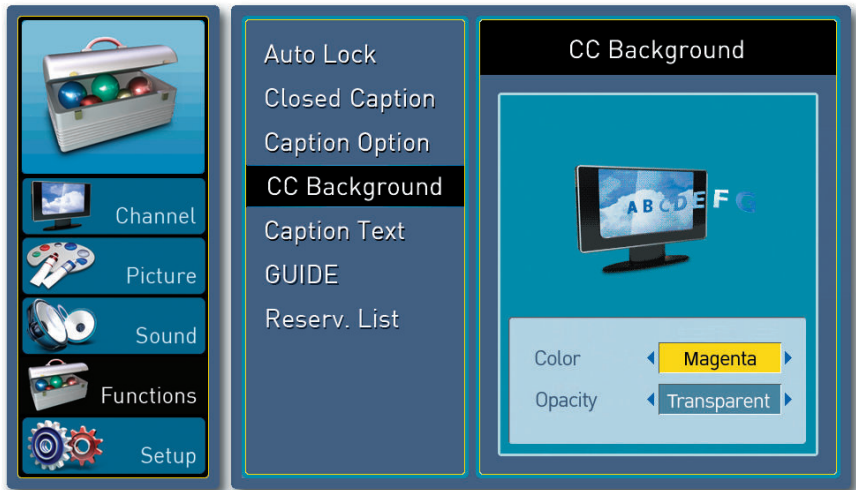 Channel
Picture
Sound
Functions
Setup
Auto Lock
Closed Caption
Caption Option
CC Background
Caption Text
GUIDE
Reserv. List
CC Background
ABCDEFG
Color Magenta
Opacity Transparent